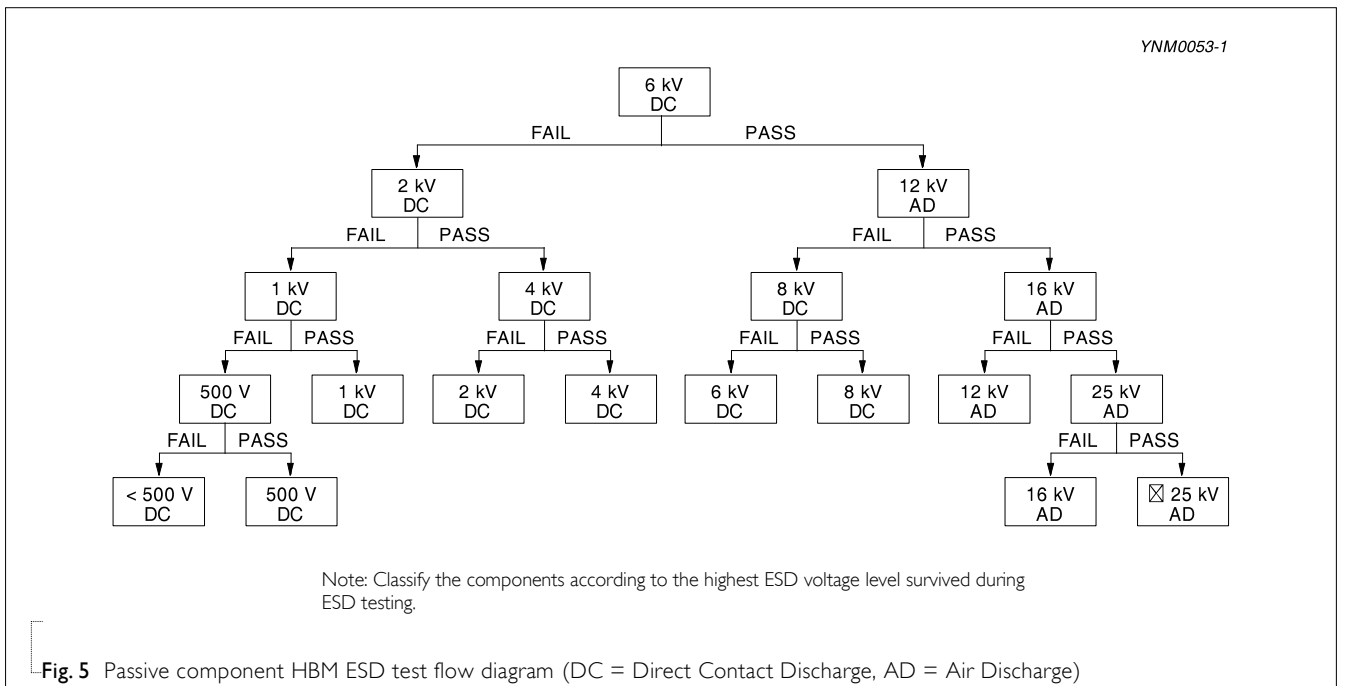 YNM0053-1
6 kV
DC
FAIL PASS
2 kV
DC
12 kV
AD
FAIL PASS
FAIL PASS
1 kV
DC
4 kV
DC
8 kV
DC
16 kV
AD
FAIL PASS
FAIL PASS
FAIL PASS
FAIL PASS
500 V
DC
1 kV
DC
2 kV
DC
4 kV
DC
6 kV
DC
8 kV
DC
12 kV
AD
25 kV
AD
FAIL PASS
FAIL PASS
< 500 V
DC
500 V
DC
16 kV
AD
☒ 25 kV
AD
Note: Classify the components according to the highest ESD voltage level survived during
ESD testing.
Fig. 5 Passive component HBM ESD test flow diagram (DC = Direct Contact Discharge, AD = Air Discharge)